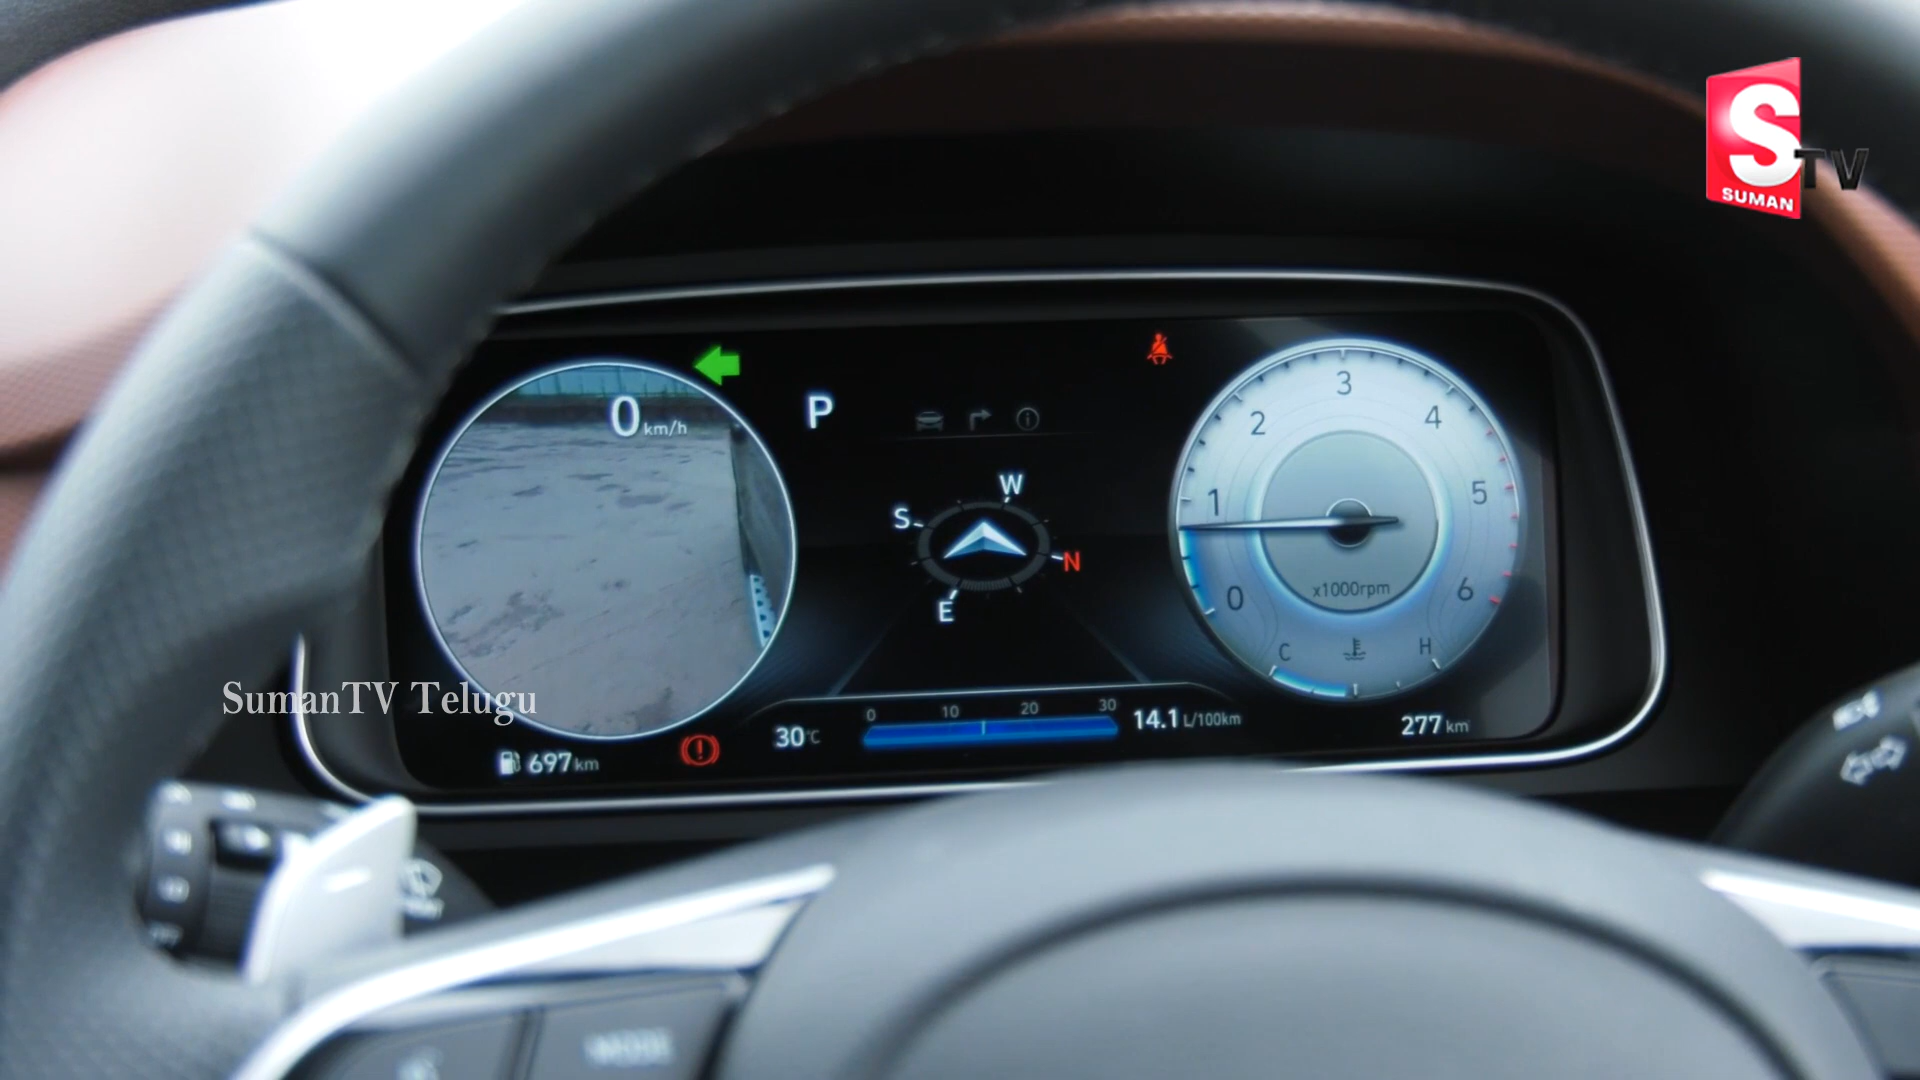 S TV
SUMAN
0 km/h
P
W
S
N
E
0
1
2
3
4
5
6
x1000rpm
C H
SumanTV Telugu
697 km
30°C
0 10 20 30
14.1 L/100km
277 km
MODE